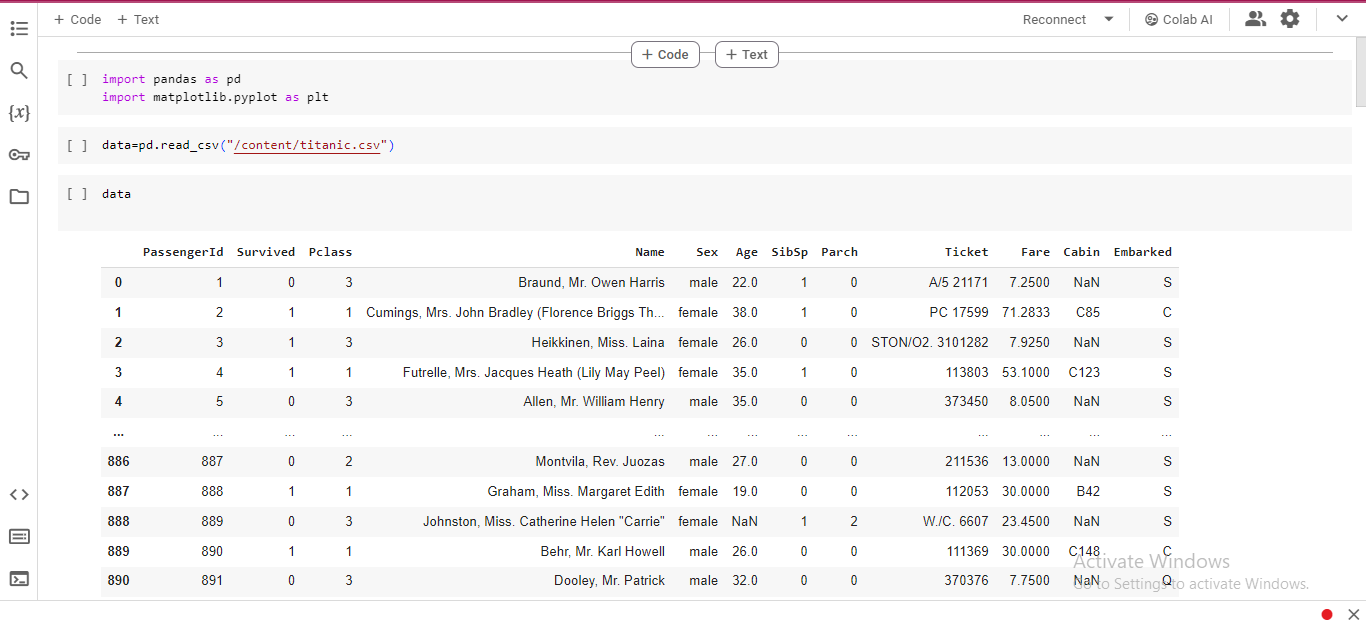 + Code + Text Reconnect Colab AI
+ Code + Text
[ ] import pandas as pd
import matplotlib.pyplot as plt
{x}
[ ] data=pd.read_csv("/content/titanic.csv")
[ ] data
PassengerId Survived Pclass Name Sex Age SibSp Parch Ticket Fare Cabin Embarked
0 1 0 3 Braund, Mr. Owen Harris male 22.0 1 0 A/5 21171 7.2500 NaN S
1 2 1 1 Cumings, Mrs. John Bradley (Florence Briggs Th... female 38.0 1 0 PC 17599 71.2833 C85 C
2 3 1 3 Heikkinen, Miss. Laina female 26.0 0 0 STON/O2. 3101282 7.9250 NaN S
3 4 1 1 Futrelle, Mrs. Jacques Heath (Lily May Peel) female 35.0 1 0 113803 53.1000 C123 S
4 5 0 3 Allen, Mr. William Henry male 35.0 0 0 373450 8.0500 NaN S
... ... ... ... ... ... ... ... ... ... ... ... ...
886 887 0 2 Montvila, Rev. Juozas male 27.0 0 0 211536 13.0000 NaN S
887 888 1 1 Graham, Miss. Margaret Edith female 19.0 0 0 112053 30.0000 B42 S
888 889 0 3 Johnston, Miss. Catherine Helen "Carrie" female NaN 1 2 W./C. 6607 23.4500 NaN S
889 890 1 1 Behr, Mr. Karl Howell male 26.0 0 0 111369 30.0000 C148 C
890 891 0 3 Dooley, Mr. Patrick male 32.0 0 0 370376 7.7500 NaN Q
Activate Windows
Go to Settings to activate Windows.